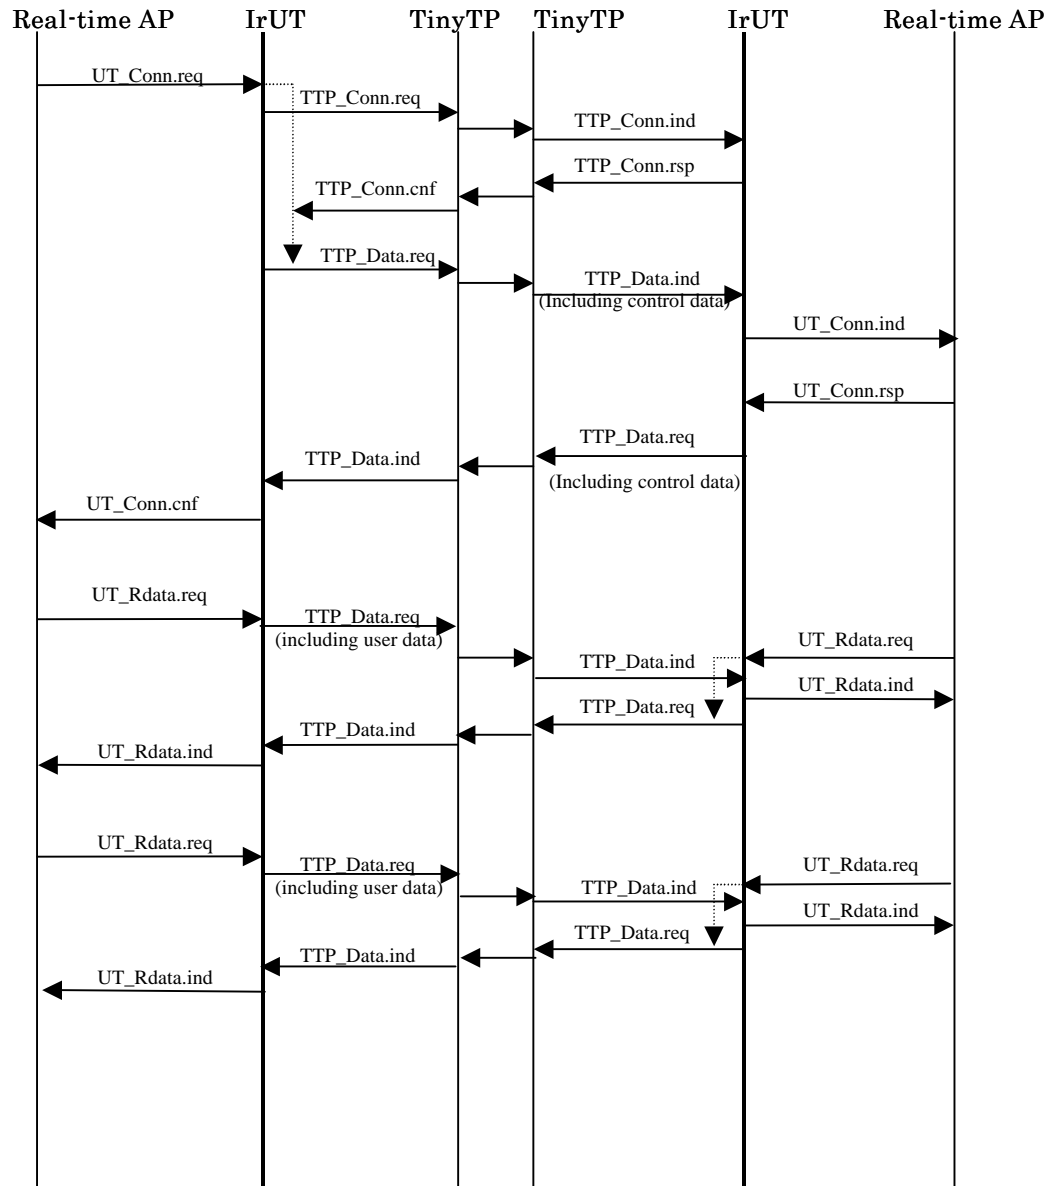 Real-time AP IrUT TinyTP TinyTP IrUT Real-time AP
UT_Conn.req
TTP_Conn.req
TTP_Conn.ind
TTP_Conn.rsp
TTP_Conn.cnf
TTP_Data.req
TTP_Data.ind
(Including control data)
UT_Conn.ind
UT_Conn.rsp
TTP_Data.req
TTP_Data.ind
(Including control data)
UT_Conn.cnf
UT_Rdata.req
TTP_Data.req
(including user data)
UT_Rdata.req
TTP_Data.ind
UT_Rdata.ind
TTP_Data.req
TTP_Data.ind
UT_Rdata.ind
UT_Rdata.req
TTP_Data.req
(including user data)
UT_Rdata.req
TTP_Data.ind
UT_Rdata.ind
TTP_Data.req
TTP_Data.ind
UT_Rdata.ind